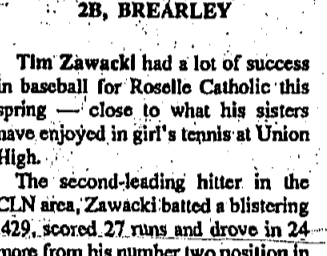 2B, BREARLEY
Tim Zawacki had a lot of success
in baseball for Roselle Catholic this
spring — close to what his sisters
have enjoyed in girl's tennis at Union
High.
The second-leading hitter in the
CLN area, Zawacki batted a blistering
.429, scored 27 runs and drove in 24
more from his number two position in